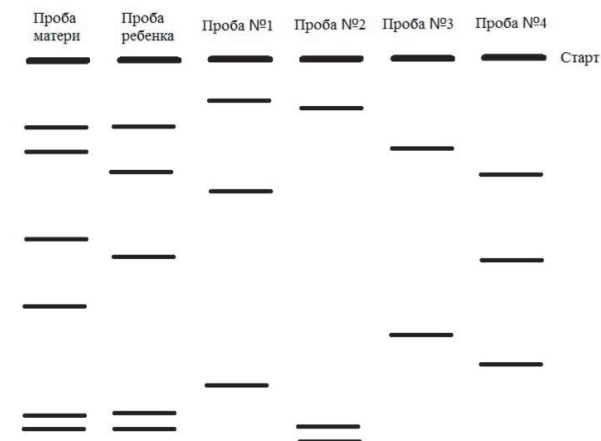 Проба
матери
Проба
ребенка
Проба №1
Проба №2
Проба №3
Проба №4
Старт